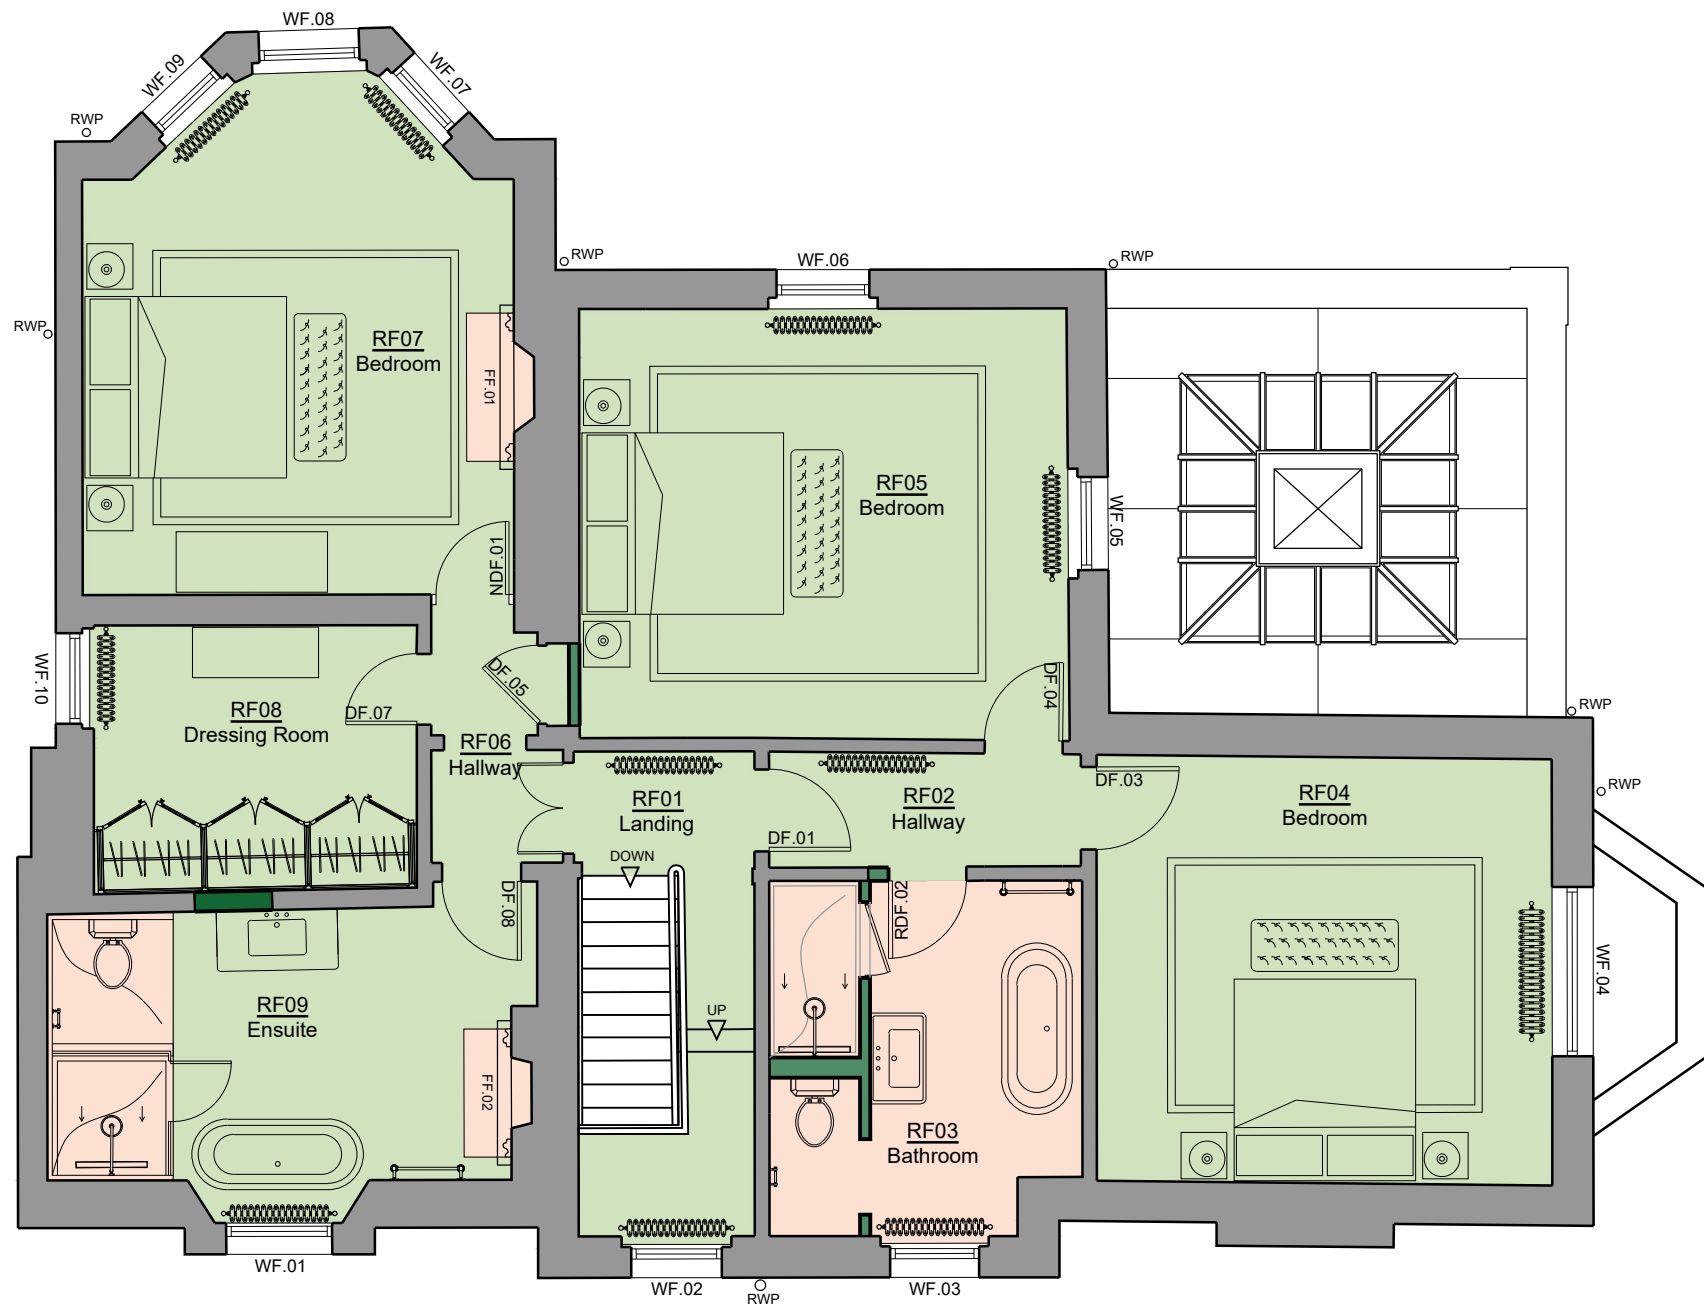 WF.08
WF.09
WF.07
RWP
RWP
RWP
WF.06
RWP
RF07
Bedroom
FF.01
RF05
Bedroom
WF.05
NDF.01
WF.10
DF.05
DF.04
RF08
Dressing Room
DF.07
RF06
Hallway
RWP
RF01
Landing
RF02
Hallway
DF.03
RF04
Bedroom
RWP
DF.01
DOWN
DF.08
RDF.02
WF.04
RF09
Ensuite
UP
FF.02
RF03
Bathroom
WF.01
WF.02
RWP
WF.03